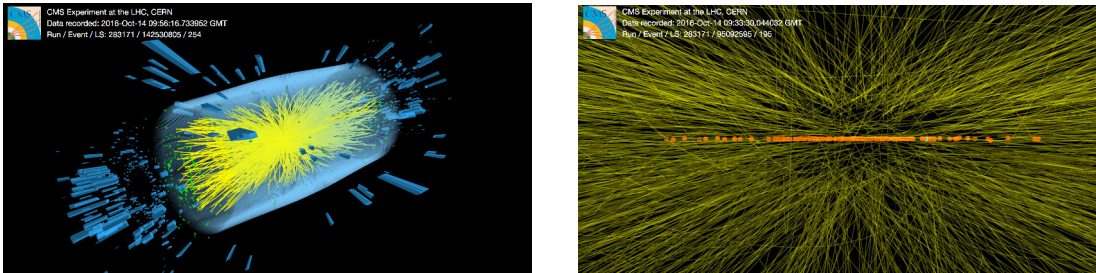 CMS
CMS Experiment at the LHC, CERN
Data recorded: 2016-Oct-14 09:56:16.733952 GMT
Run / Event / LS: 283171 / 142530805 / 254
CMS
CMS Experiment at the LHC, CERN
Data recorded: 2016-Oct-14 09:33:30.044032 GMT
Run / Event / LS: 283171 / 95092595 / 195